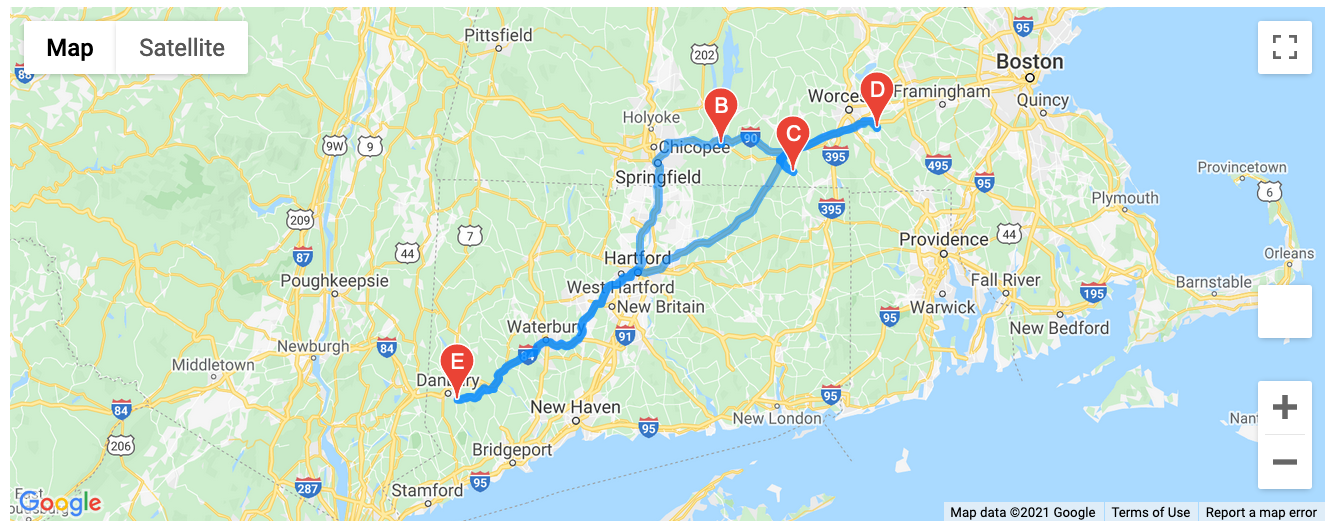 Map
Satellite
Pittsfield
95
202
Boston
Framingham
D
B
Quincy
9W
9
Holyoke
C
90
Chicopee
395
495
Springfield
95
Provincetown
6
Plymouth
209
7
395
44
Providence
44
Hartford
87
Orleans
Poughkeepsie
West Hartford
Fall River
Barnstable
195
New Britain
Warwick
95
New Bedford
Waterbury
91
Newburgh
84
84
E
Middletown
Danbury
95
84
New Haven
New London
95
206
Bridgeport
95
287
Stamford
Google
Map data ©2021 Google
Terms of Use
Report a map error